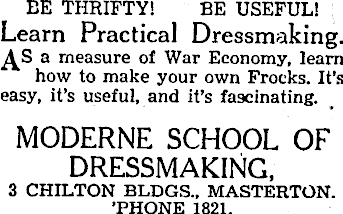 BE THRIFTY! BE USEFUL!
Learn Practical Dressmaking.
AS a measure of War Economy, learn
how to make your own Frocks. It's
easy, it's useful, and it's fascinating.
MODERNE SCHOOL OF
DRESSMAKING,
3 CHILTON BLDGS., MASTERTON.
'PHONE 1821.